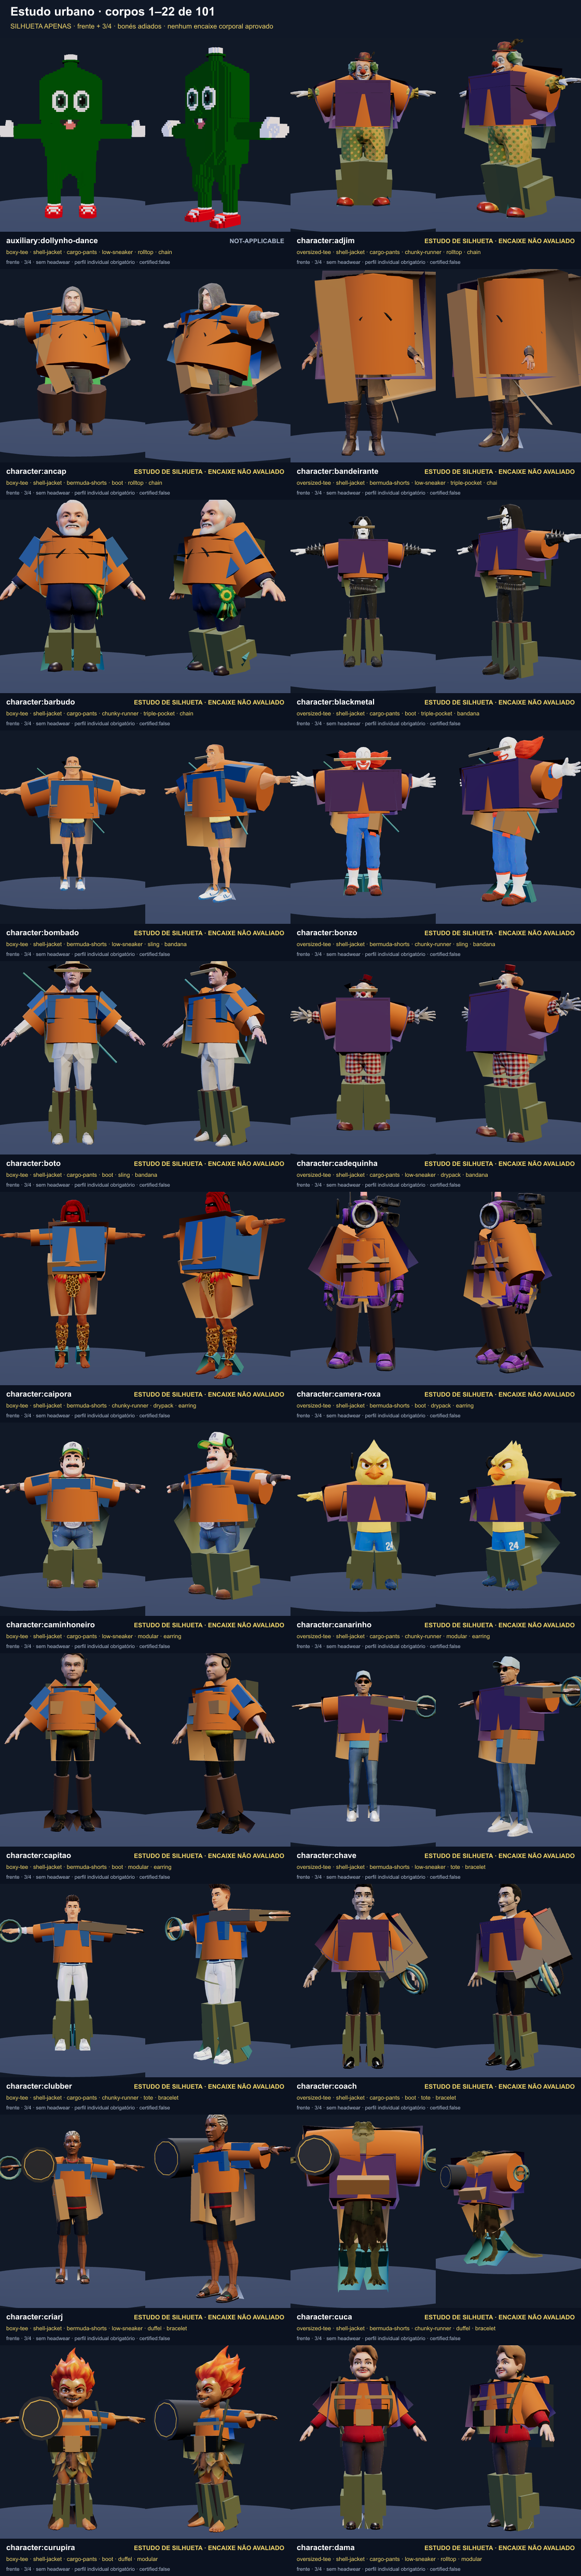 Estudo urbano · corpos 1–22 de 101
SILHUETA APENAS · frente + 3/4 · bonés adiados · nenhum encaixe corporal aprovado
auxiliary:dollynho-dance NOT-APPLICABLE
boxy-tee · shell-jacket · cargo-pants · low-sneaker · rolltop · chain
frente · 3/4 · sem headwear · perfil individual obrigatório · certified:false
character:adjim ESTUDO DE SILHUETA · ENCAIXE NÃO AVALIADO
oversized-tee · shell-jacket · cargo-pants · chunky-runner · rolltop · chain
frente · 3/4 · sem headwear · perfil individual obrigatório · certified:false
character:ancap ESTUDO DE SILHUETA · ENCAIXE NÃO AVALIADO
boxy-tee · shell-jacket · bermuda-shorts · boot · rolltop · chain
frente · 3/4 · sem headwear · perfil individual obrigatório · certified:false
character:bandeirante ESTUDO DE SILHUETA · ENCAIXE NÃO AVALIADO
oversized-tee · shell-jacket · bermuda-shorts · low-sneaker · triple-pocket · chai
frente · 3/4 · sem headwear · perfil individual obrigatório · certified:false
character:barbudo ESTUDO DE SILHUETA · ENCAIXE NÃO AVALIADO
boxy-tee · shell-jacket · cargo-pants · chunky-runner · triple-pocket · chain
frente · 3/4 · sem headwear · perfil individual obrigatório · certified:false
character:blackmetal ESTUDO DE SILHUETA · ENCAIXE NÃO AVALIADO
oversized-tee · shell-jacket · cargo-pants · boot · triple-pocket · bandana
frente · 3/4 · sem headwear · perfil individual obrigatório · certified:false
character:bombado ESTUDO DE SILHUETA · ENCAIXE NÃO AVALIADO
boxy-tee · shell-jacket · bermuda-shorts · low-sneaker · sling · bandana
frente · 3/4 · sem headwear · perfil individual obrigatório · certified:false
character:bonzo ESTUDO DE SILHUETA · ENCAIXE NÃO AVALIADO
oversized-tee · shell-jacket · bermuda-shorts · chunky-runner · sling · bandana
frente · 3/4 · sem headwear · perfil individual obrigatório · certified:false
character:boto ESTUDO DE SILHUETA · ENCAIXE NÃO AVALIADO
boxy-tee · shell-jacket · cargo-pants · boot · sling · bandana
frente · 3/4 · sem headwear · perfil individual obrigatório · certified:false
character:cadequinha ESTUDO DE SILHUETA · ENCAIXE NÃO AVALIADO
oversized-tee · shell-jacket · cargo-pants · low-sneaker · drypack · bandana
frente · 3/4 · sem headwear · perfil individual obrigatório · certified:false
character:caipora ESTUDO DE SILHUETA · ENCAIXE NÃO AVALIADO
boxy-tee · shell-jacket · bermuda-shorts · chunky-runner · drypack · earring
frente · 3/4 · sem headwear · perfil individual obrigatório · certified:false
character:camera-roxa ESTUDO DE SILHUETA · ENCAIXE NÃO AVALIADO
oversized-tee · shell-jacket · bermuda-shorts · boot · drypack · earring
frente · 3/4 · sem headwear · perfil individual obrigatório · certified:false
24
character:caminhoneiro ESTUDO DE SILHUETA · ENCAIXE NÃO AVALIADO
boxy-tee · shell-jacket · cargo-pants · low-sneaker · modular · earring
frente · 3/4 · sem headwear · perfil individual obrigatório · certified:false
character:canarinho ESTUDO DE SILHUETA · ENCAIXE NÃO AVALIADO
oversized-tee · shell-jacket · cargo-pants · chunky-runner · modular · earring
frente · 3/4 · sem headwear · perfil individual obrigatório · certified:false
character:capitao ESTUDO DE SILHUETA · ENCAIXE NÃO AVALIADO
boxy-tee · shell-jacket · bermuda-shorts · boot · modular · earring
frente · 3/4 · sem headwear · perfil individual obrigatório · certified:false
character:chave ESTUDO DE SILHUETA · ENCAIXE NÃO AVALIADO
oversized-tee · shell-jacket · bermuda-shorts · low-sneaker · tote · bracelet
frente · 3/4 · sem headwear · perfil individual obrigatório · certified:false
character:clubber ESTUDO DE SILHUETA · ENCAIXE NÃO AVALIADO
boxy-tee · shell-jacket · cargo-pants · chunky-runner · tote · bracelet
frente · 3/4 · sem headwear · perfil individual obrigatório · certified:false
character:coach ESTUDO DE SILHUETA · ENCAIXE NÃO AVALIADO
oversized-tee · shell-jacket · cargo-pants · boot · tote · bracelet
frente · 3/4 · sem headwear · perfil individual obrigatório · certified:false
character:criarj ESTUDO DE SILHUETA · ENCAIXE NÃO AVALIADO
boxy-tee · shell-jacket · bermuda-shorts · low-sneaker · duffel · bracelet
frente · 3/4 · sem headwear · perfil individual obrigatório · certified:false
character:cuca ESTUDO DE SILHUETA · ENCAIXE NÃO AVALIADO
oversized-tee · shell-jacket · bermuda-shorts · chunky-runner · duffel · bracelet
frente · 3/4 · sem headwear · perfil individual obrigatório · certified:false
character:curupira ESTUDO DE SILHUETA · ENCAIXE NÃO AVALIADO
boxy-tee · shell-jacket · cargo-pants · boot · duffel · modular
frente · 3/4 · sem headwear · perfil individual obrigatório · certified:false
character:dama ESTUDO DE SILHUETA · ENCAIXE NÃO AVALIADO
oversized-tee · shell-jacket · cargo-pants · low-sneaker · rolltop · modular
frente · 3/4 · sem headwear · perfil individual obrigatório · certified:false